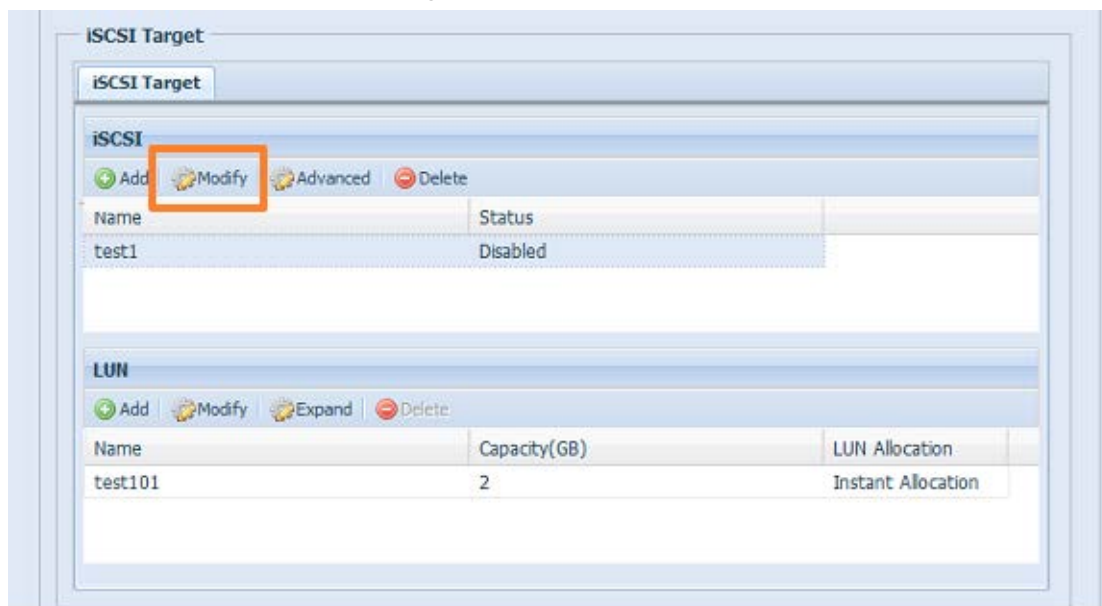 iSCSI Target
iSCSI Target
iSCSI
Add Modify Advanced Delete
Name Status
test1 Disabled
LUN
Add Modify Expand Delete
Name Capacity(GB) LUN Allocation
test101 2 Instant Allocation